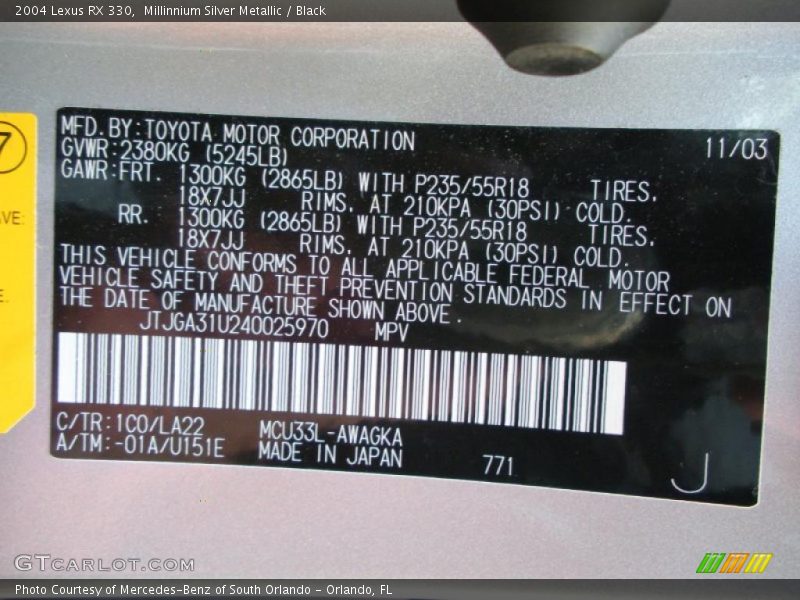 2004 Lexus RX 330, Millinnium Silver Metallic / Black
7
AVE:
E:
MFD.BY:TOYOTA MOTOR CORPORATION 11/03
GVWR:2380KG (5245LB)
GAWR:FRT. 1300KG (2865LB) WITH P235/55R18 TIRES,
18X7JJ RIMS, AT 210KPA (30PSI) COLD.
RR. 1300KG (2865LB) WITH P235/55R18 TIRES,
18X7JJ RIMS, AT 210KPA (30PSI) COLD.
THIS VEHICLE CONFORMS TO ALL APPLICABLE FEDERAL MOTOR
VEHICLE SAFETY AND THEFT PREVENTION STANDARDS IN EFFECT ON
THE DATE OF MANUFACTURE SHOWN ABOVE.
JTJGA31U240025970 MPV
C/TR:1C0/LA22 MCU33L-AWAGKA
A/TM:-01A/U151E MADE IN JAPAN 771 J
GTCARLOT.COM
Photo Courtesy of Mercedes-Benz of South Orlando - Orlando, FL